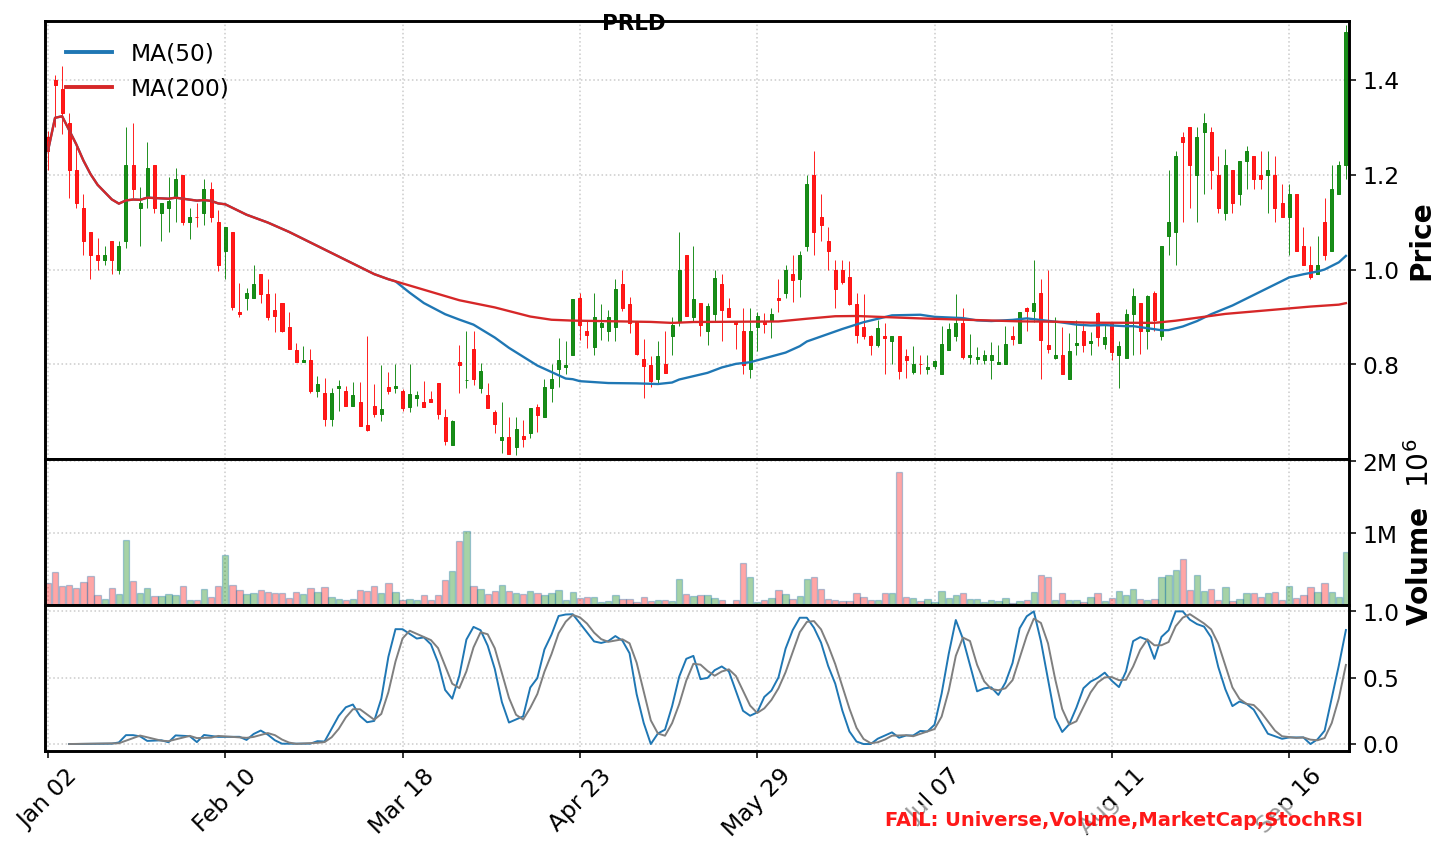 PRLD
MA(50)
MA(200)
1.4
1.2
1.0
0.8
Price
2M
1M
Volume 10^6
1.0
0.5
0.0
Jan 02
Feb 10
Mar 18
Apr 23
May 29
Jul 07
Aug 11
Sep 16
FAIL: Universe,Volume,MarketCap,StochRSI